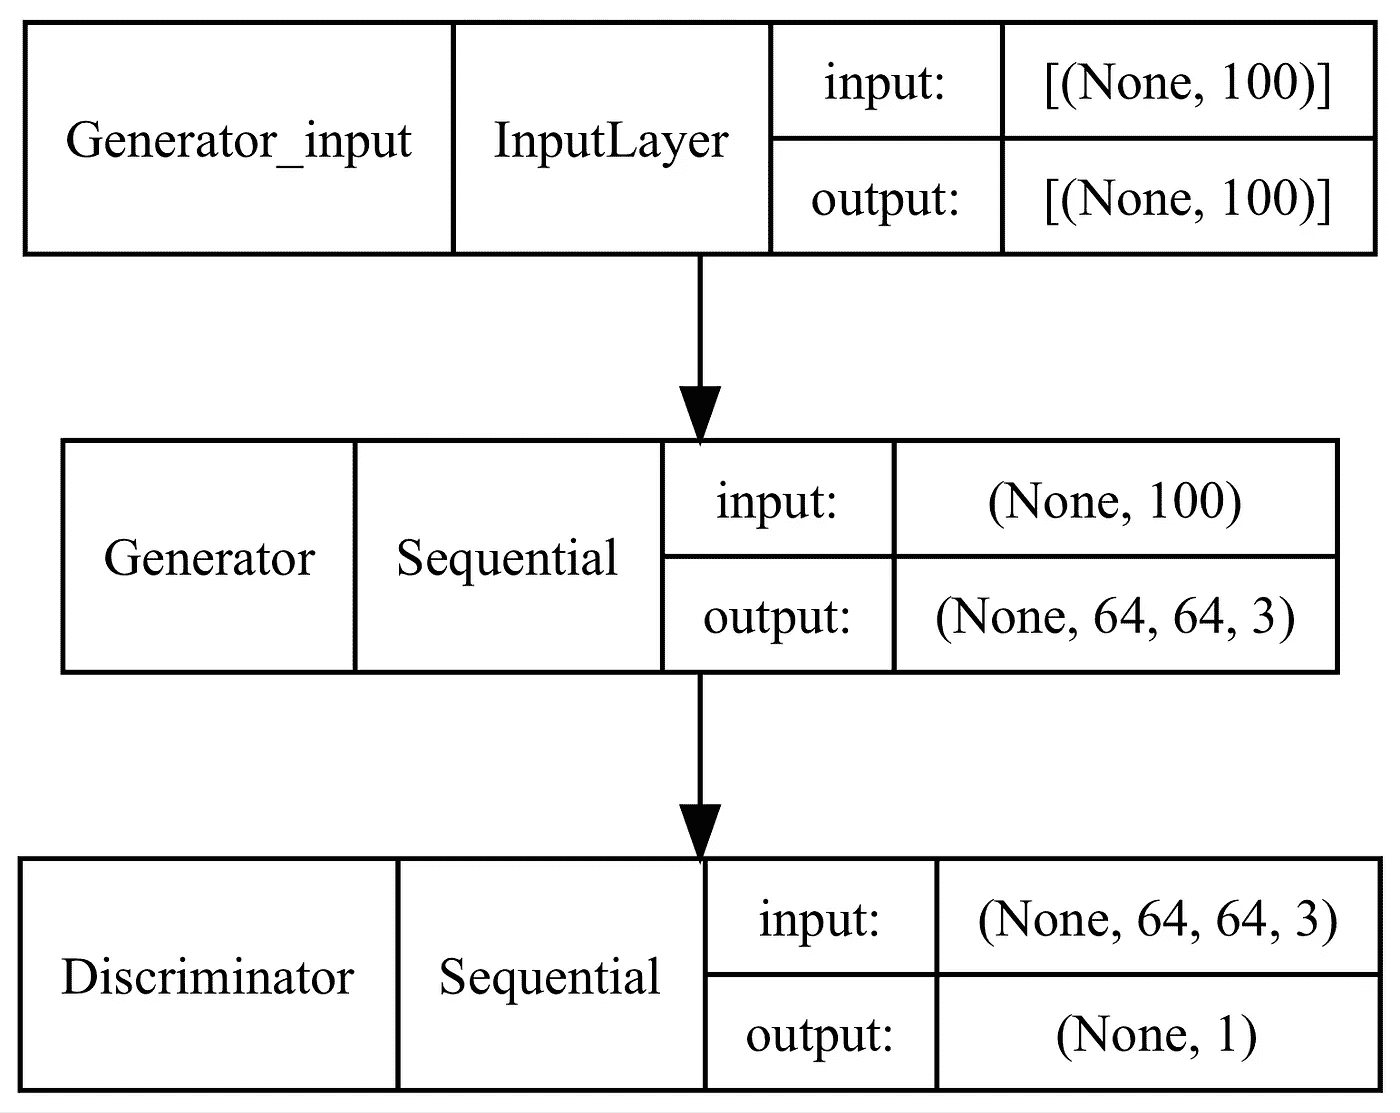 Generator_input InputLayer input: [(None, 100)]
output: [(None, 100)]
Generator Sequential input: (None, 100)
output: (None, 64, 64, 3)
Discriminator Sequential input: (None, 64, 64, 3)
output: (None, 1)